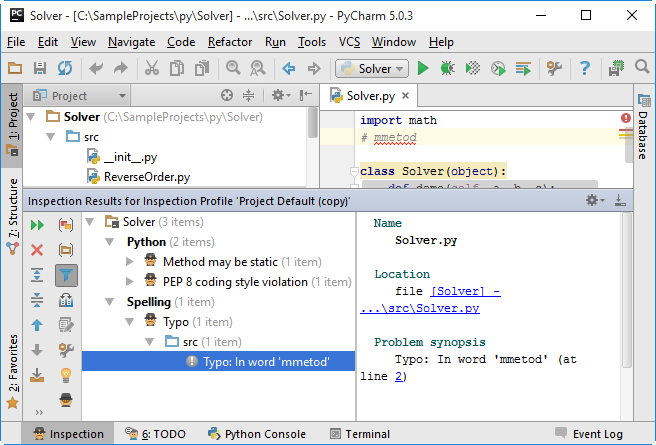 PC Solver - [C:\SampleProjects\py\Solver] - ...\src\Solver.py - PyCharm 5.0.3
File Edit View Navigate Code Refactor Run Tools VCS Window Help
Solver
1: Project
7: Structure
2: Favorites
Project
Solver (C:\SampleProjects\py\Solver)
src
__init__.py
ReverseOrder.py
Solver.py
import math
# mmetod
class Solver(object):
Database
Inspection Results for Inspection Profile 'Project Default (copy)'
Solver (3 items)
Python (2 items)
Method may be static (1 item)
PEP 8 coding style violation (1 item)
Spelling (1 item)
Typo (1 item)
src (1 item)
Typo: In word 'mmetod'
Name
Solver.py
Location
file [Solver] -
...\src\Solver.py
Problem synopsis
Typo: In word 'mmetod' (at
line 2)
Inspection 6: TODO Python Console Terminal Event Log